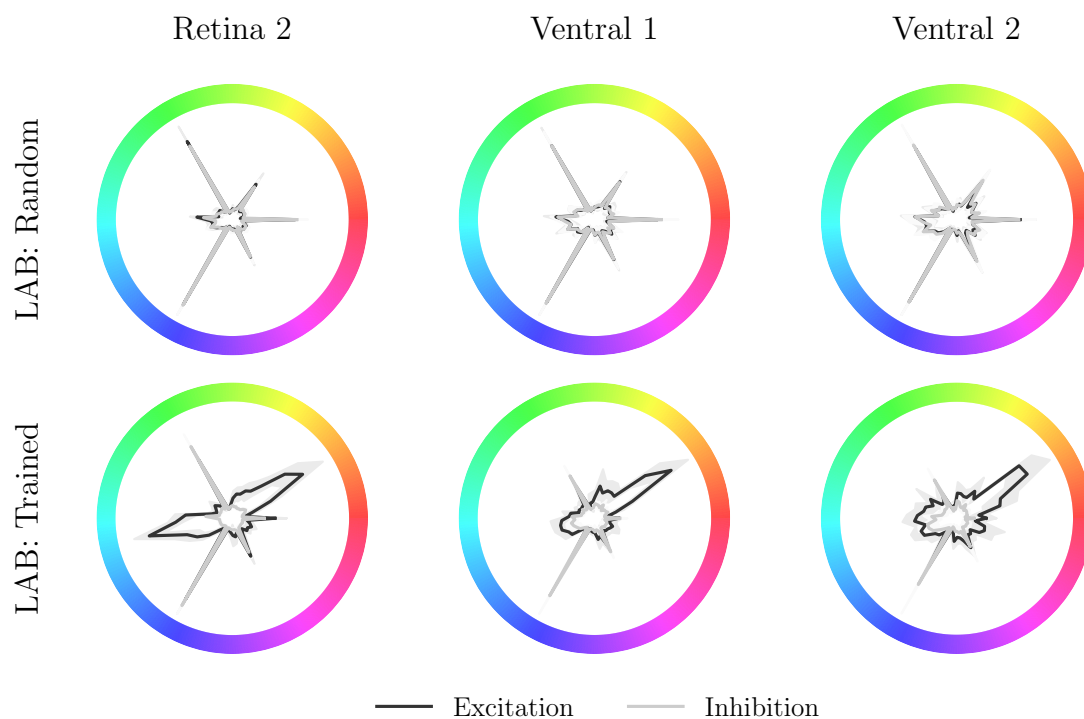 Retina 2 Ventral 1 Ventral 2
LAB: Random
LAB: Trained
Excitation Inhibition